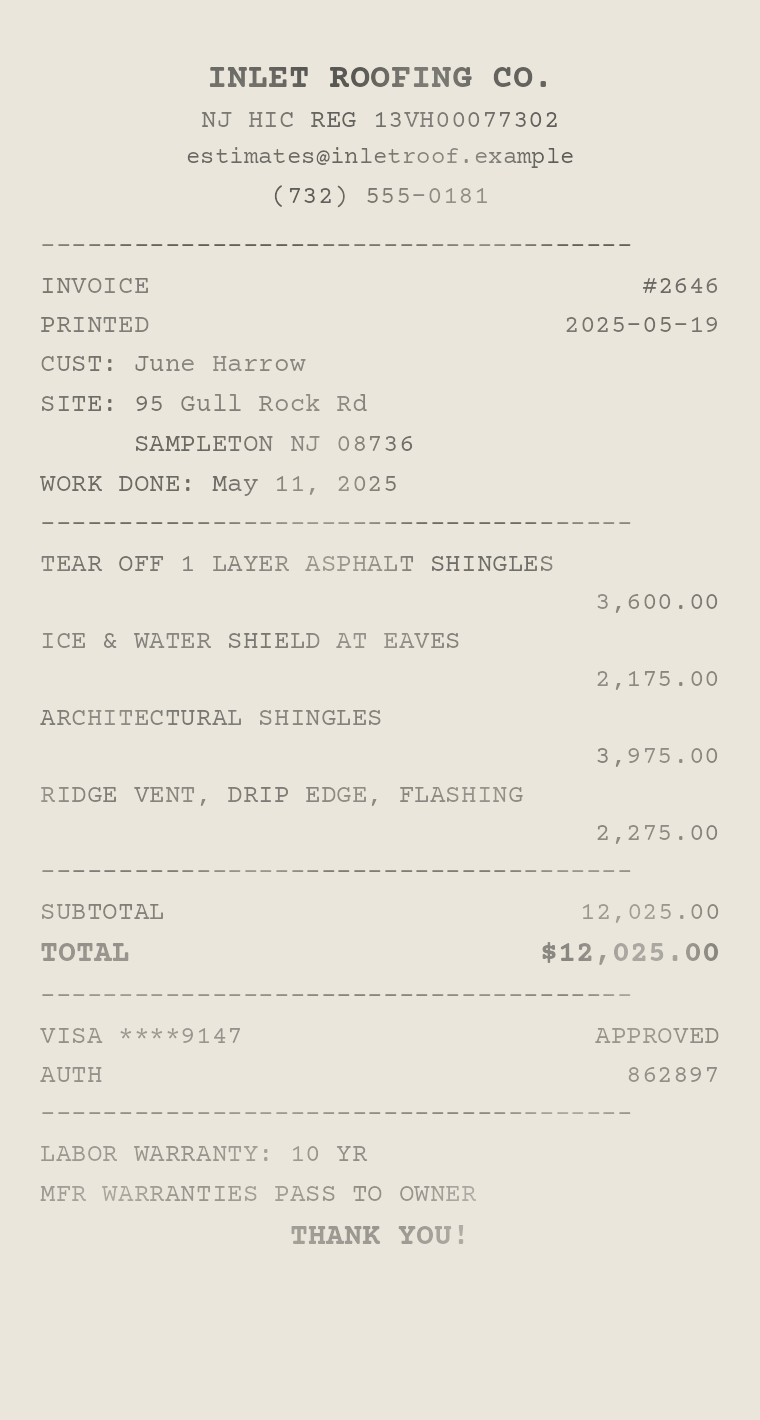 INLET ROOFING CO.
NJ HIC REG 13VH00077302
estimates@inletroof.example
(732) 555-0181
--------------------------------------
INVOICE #2646
PRINTED 2025-05-19
CUST: June Harrow
SITE: 95 Gull Rock Rd
SAMPLETON NJ 08736
WORK DONE: May 11, 2025
--------------------------------------
TEAR OFF 1 LAYER ASPHALT SHINGLES
3,600.00
ICE & WATER SHIELD AT EAVES
2,175.00
ARCHITECTURAL SHINGLES
3,975.00
RIDGE VENT, DRIP EDGE, FLASHING
2,275.00
--------------------------------------
SUBTOTAL 12,025.00
TOTAL $12,025.00
--------------------------------------
VISA ****9147 APPROVED
AUTH 862897
--------------------------------------
LABOR WARRANTY: 10 YR
MFR WARRANTIES PASS TO OWNER
THANK YOU!